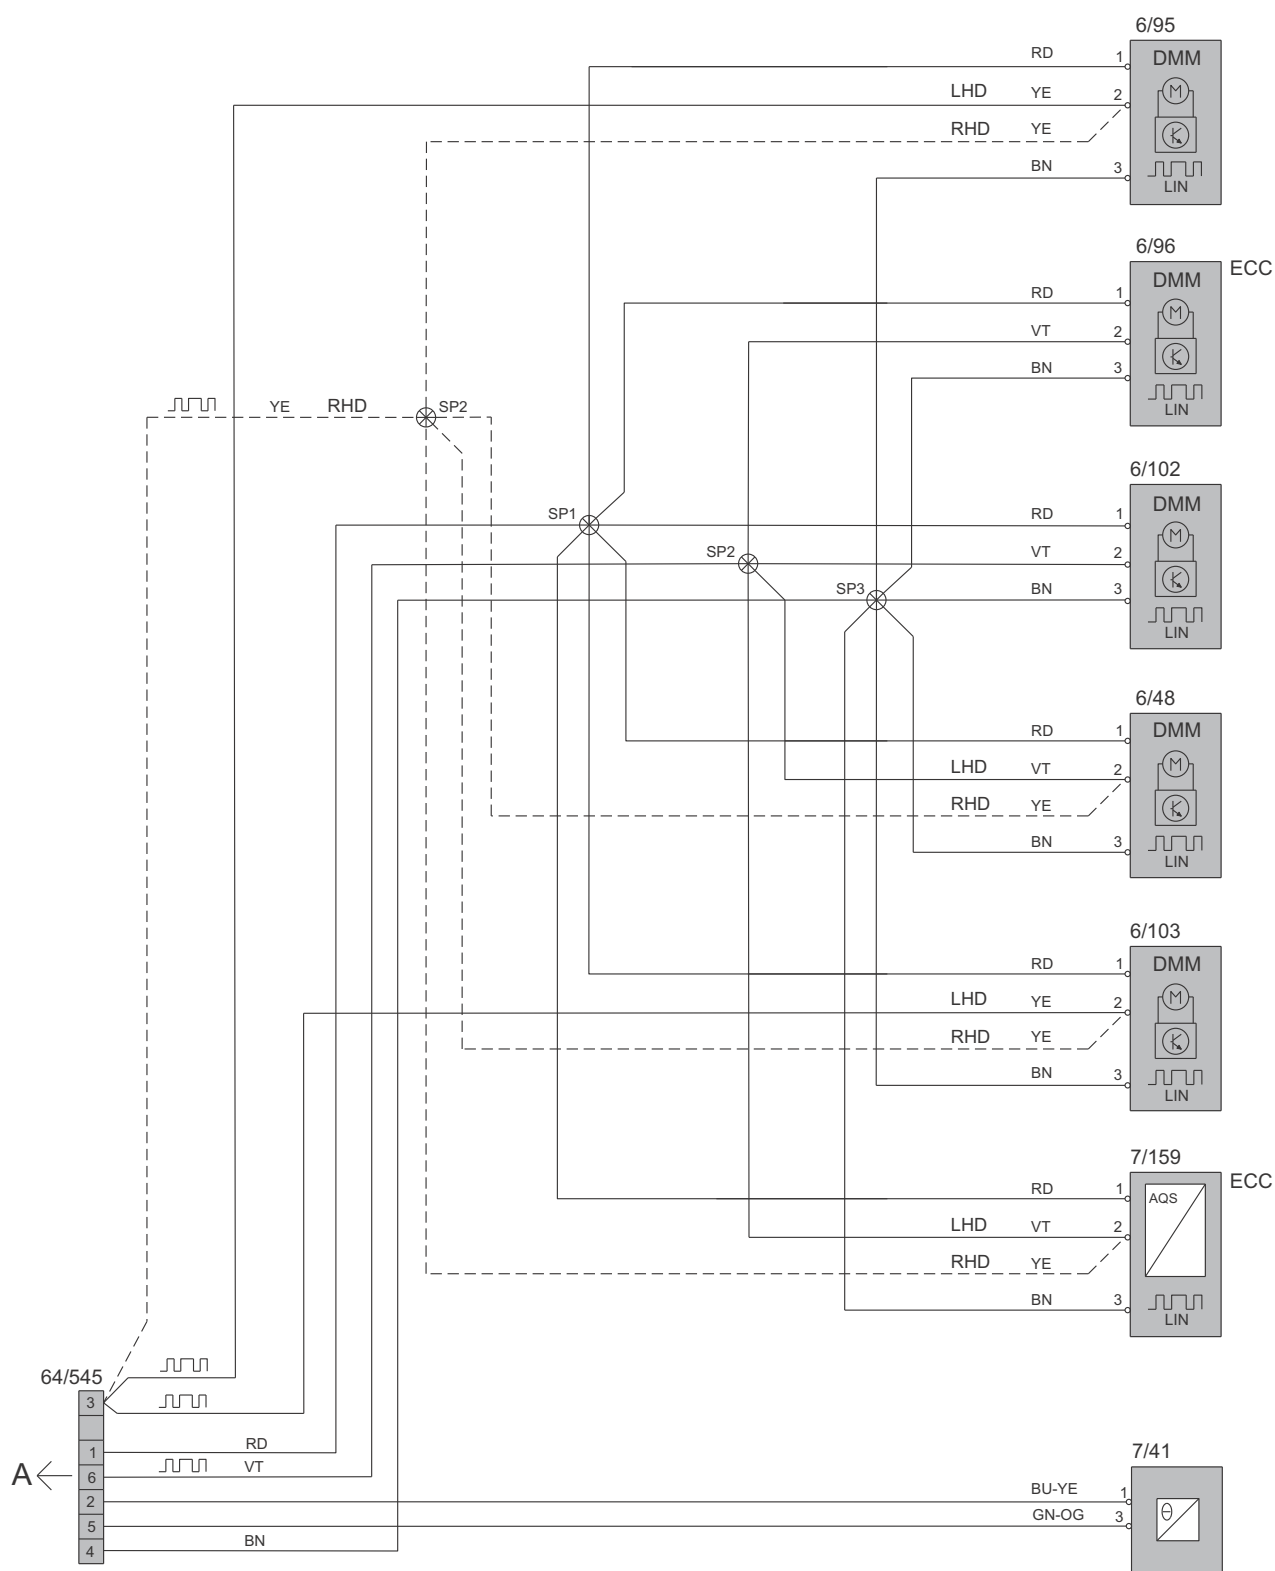 6/95
RD 1 DMM
M
LHD YE 2
RHD YE
BN 3
LIN
6/96
ECC
DMM
RD 1
M
VT 2
BN 3
LIN
YE RHD SP2
6/102
DMM
SP1 RD 1
M
SP2 VT 2
SP3 BN 3
LIN
6/48
RD 1 DMM
M
LHD VT 2
RHD YE
BN 3
LIN
6/103
RD 1 DMM
M
LHD YE 2
RHD YE
BN 3
LIN
7/159
ECC
RD 1
AQS
LHD VT 2
RHD YE
BN 3
LIN
64/545
3
RD
1
7/41
A
VT
6
BU-YE 1
2
θ
GN-OG 3
5
BN
4